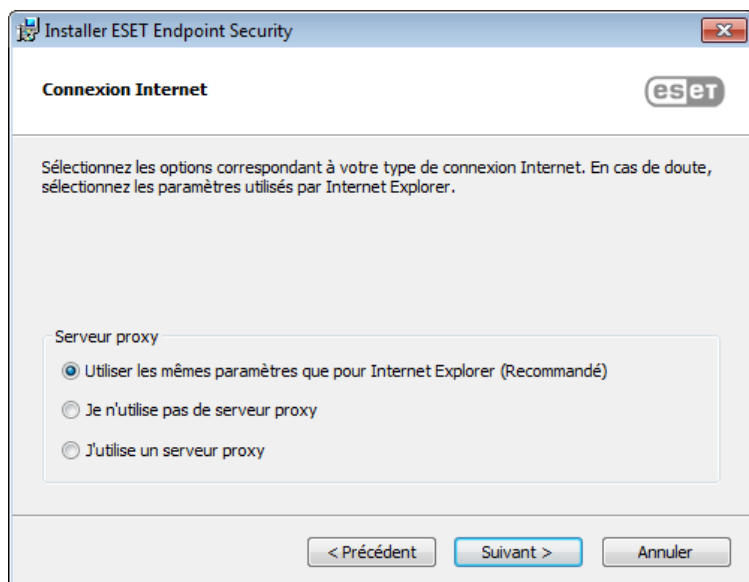 Installer ESET Endpoint Security
Connexion Internet
eseT
Sélectionnez les options correspondant à votre type de connexion Internet. En cas de doute,
sélectionnez les paramètres utilisés par Internet Explorer.
Serveur proxy
Utiliser les mêmes paramètres que pour Internet Explorer (Recommandé)
Je n'utilise pas de serveur proxy
J'utilise un serveur proxy
< Précédent
Suivant >
Annuler